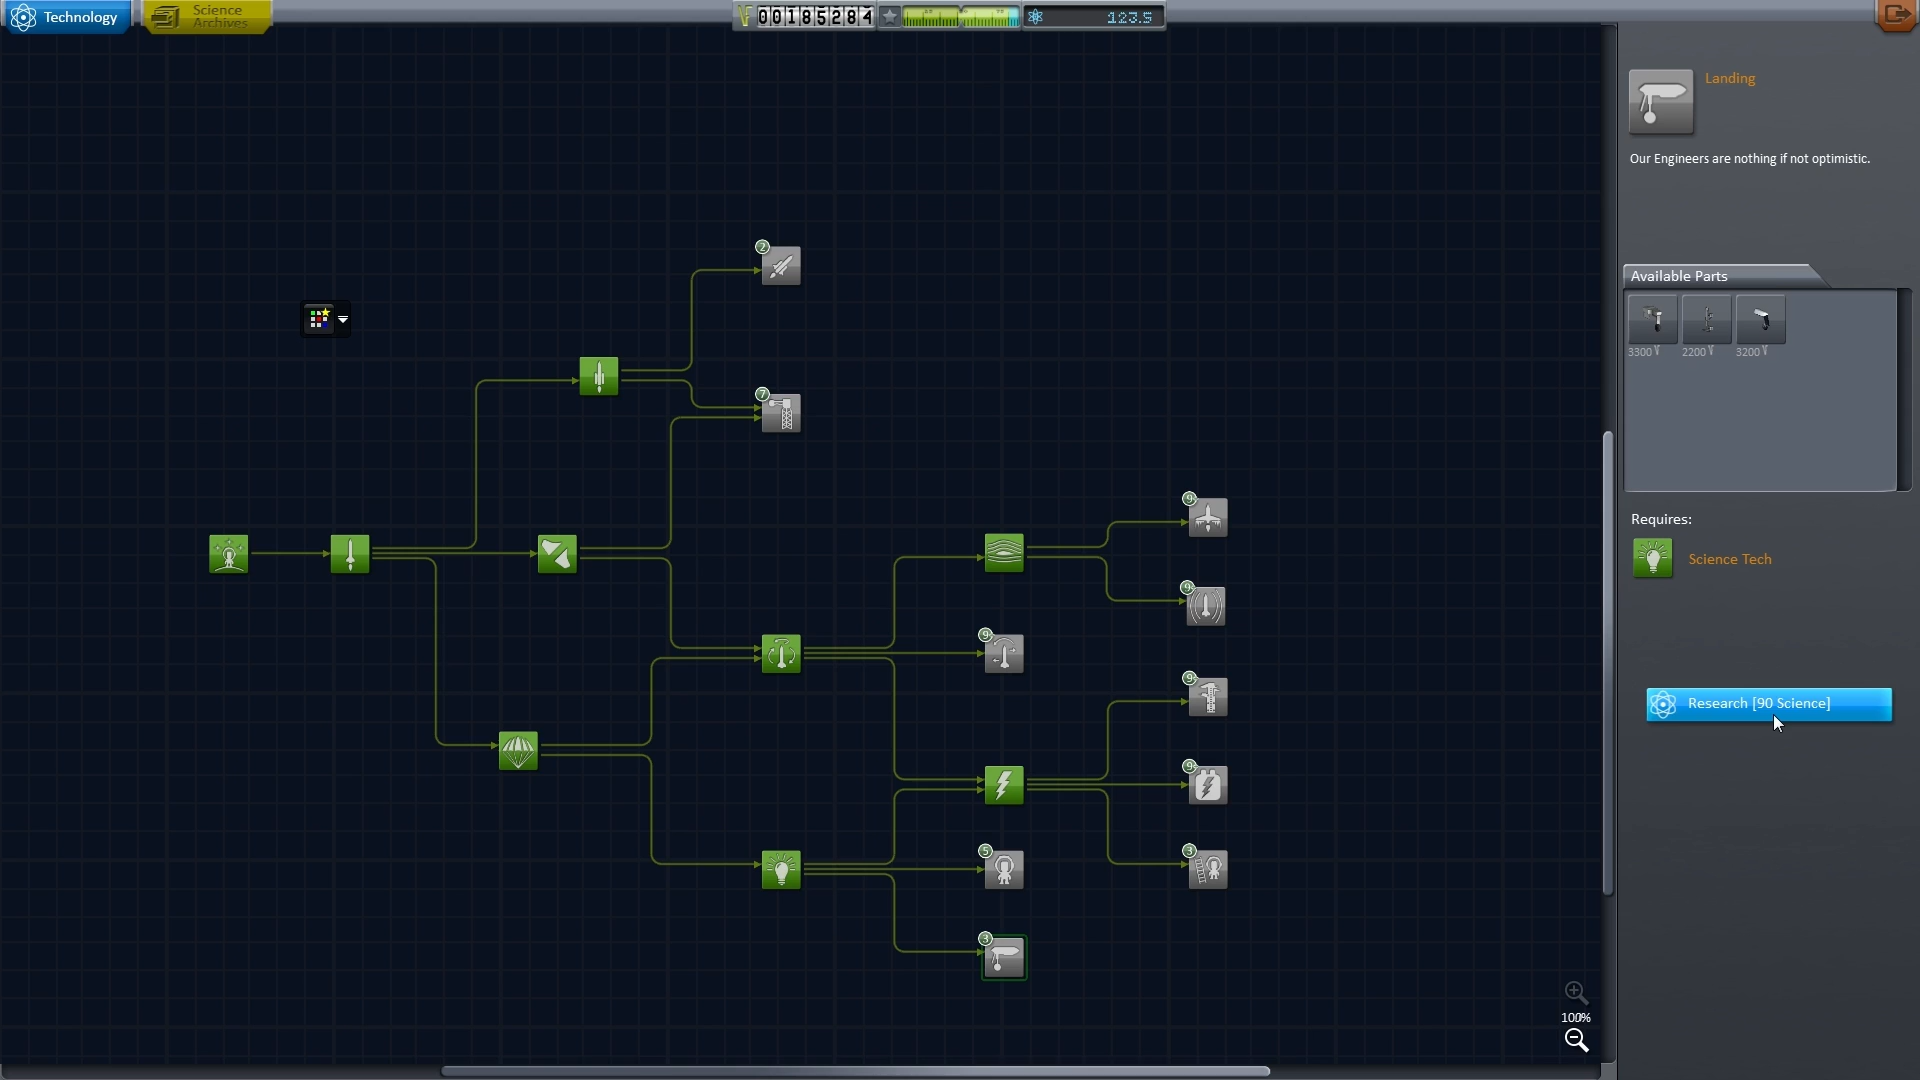 Technology
Science
Archives
00185284
123.5
Landing
Our Engineers are nothing if not optimistic.
Available Parts
3300
2200
3200
Requires:
Science Tech
Research [90 Science]
2
7
9
9
9
9
9
5
3
3
100%